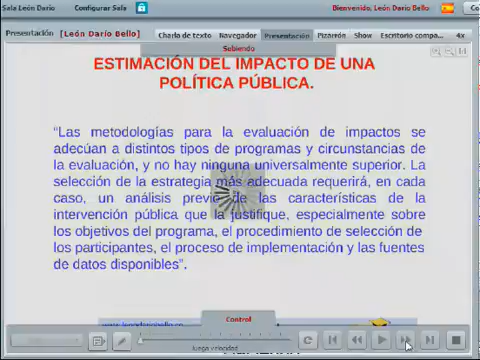 Sala León Darío Configurar Sala Bienvenido, León Darío Bello
Presentación [León Darío Bello] Charla de texto Navegador Presentación Pizarrón Show Escritorio compa... 4x
Subiendo
ESTIMACIÓN DEL IMPACTO DE UNA
POLÍTICA PÚBLICA.
“Las metodologías para la evaluación de impactos se
adecúan a distintos tipos de programas y circunstancias de
la evaluación, y no hay ninguna universalmente superior. La
selección de la estrategia más adecuada requerirá, en cada
caso, un análisis previo de las características de la
intervención pública que la justifique, especialmente sobre
los objetivos del programa, el procedimiento de selección de
los participantes, el proceso de implementación y las fuentes
de datos disponibles”.
Control